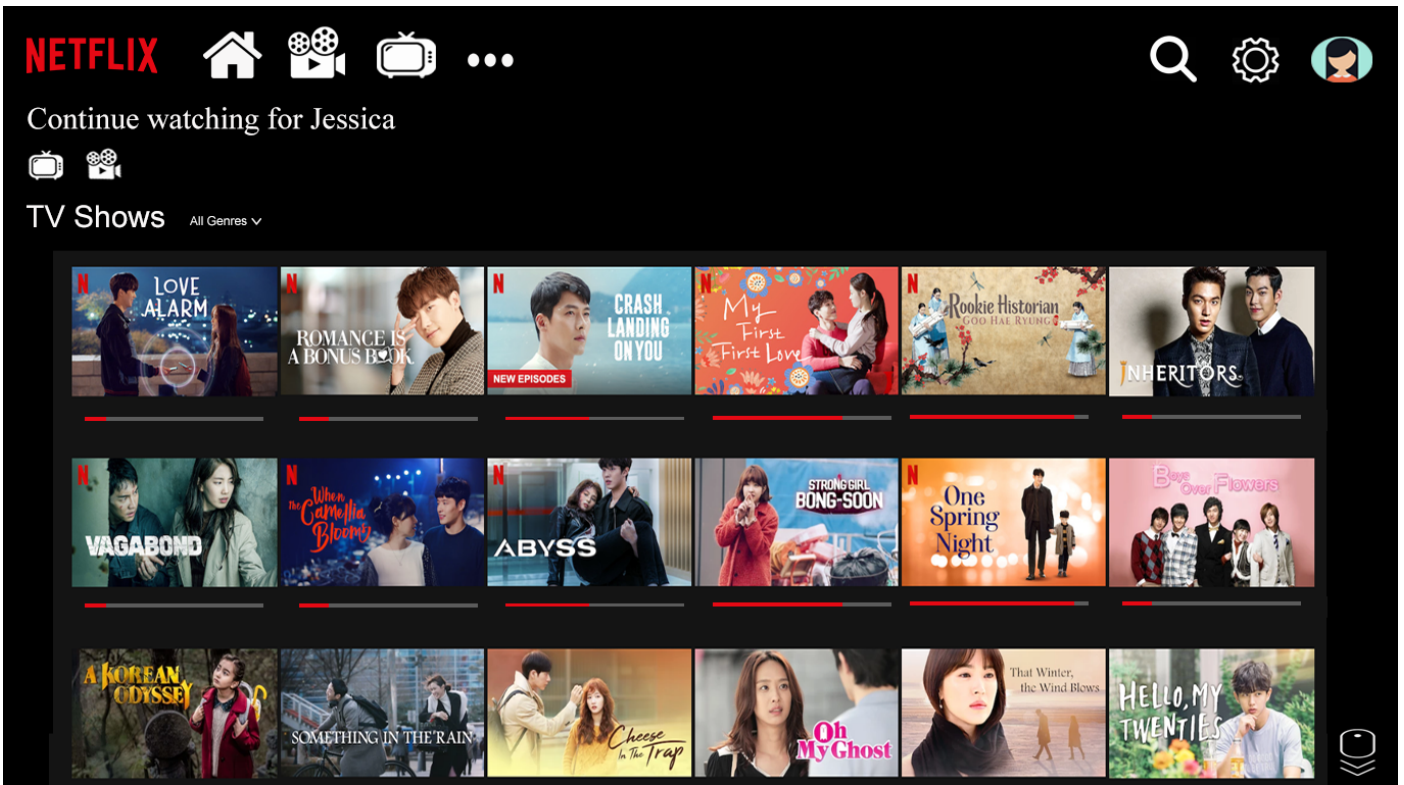 NETFLIX
Continue watching for Jessica
TV Shows All Genres
N
LOVE
ALARM
N
ROMANCE IS
A BONUS BOOK
N
CRASH
LANDING
ON YOU
NEW EPISODES
N
My
First
First Love
N
Rookie Historian
GOO HAE RYUNG
INHERITORS
N
VAGABOND
N
When
the Camellia
Blooms
N
ABYSS
STRONG GIRL
BONG-SOON
N
One
Spring
Night
Boys
Over Flowers
A KOREAN
ODYSSEY
SOMETHING IN THE RAIN
Cheese
In The Trap
Oh
My Ghost
That Winter,
the Wind Blows
HELLO, MY
TWENTIES